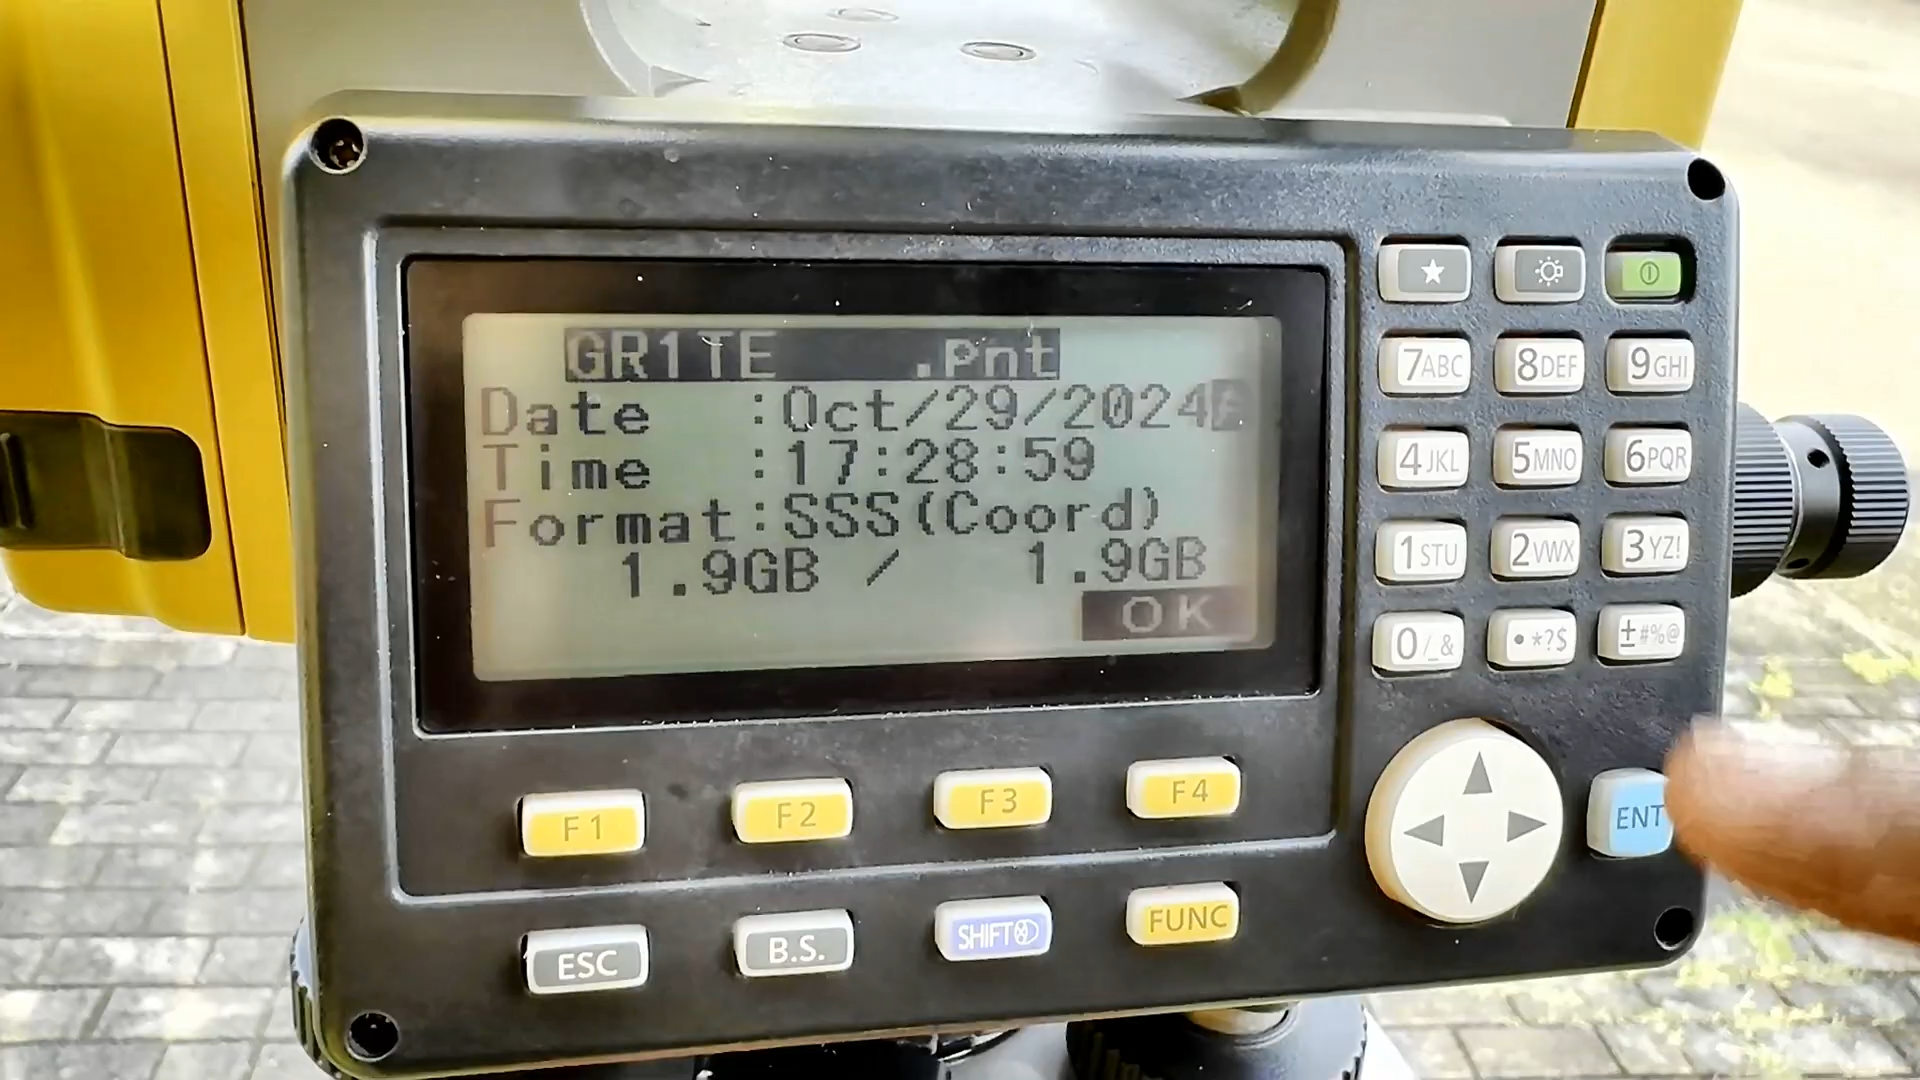 GR1TE .pnt
Date :Oct/29/2024
Time :17:28:59
Format:SSS(Coord)
1.9GB / 1.9GB
OK
7ABC 8DEF 9GHI
4JKL 5MNO 6PQR
1STU 2VWX 3YZ!
0/_& •*?$ ±#%@
F1 F2 F3 F4
ENT
ESC B.S. SHIFT FUNC